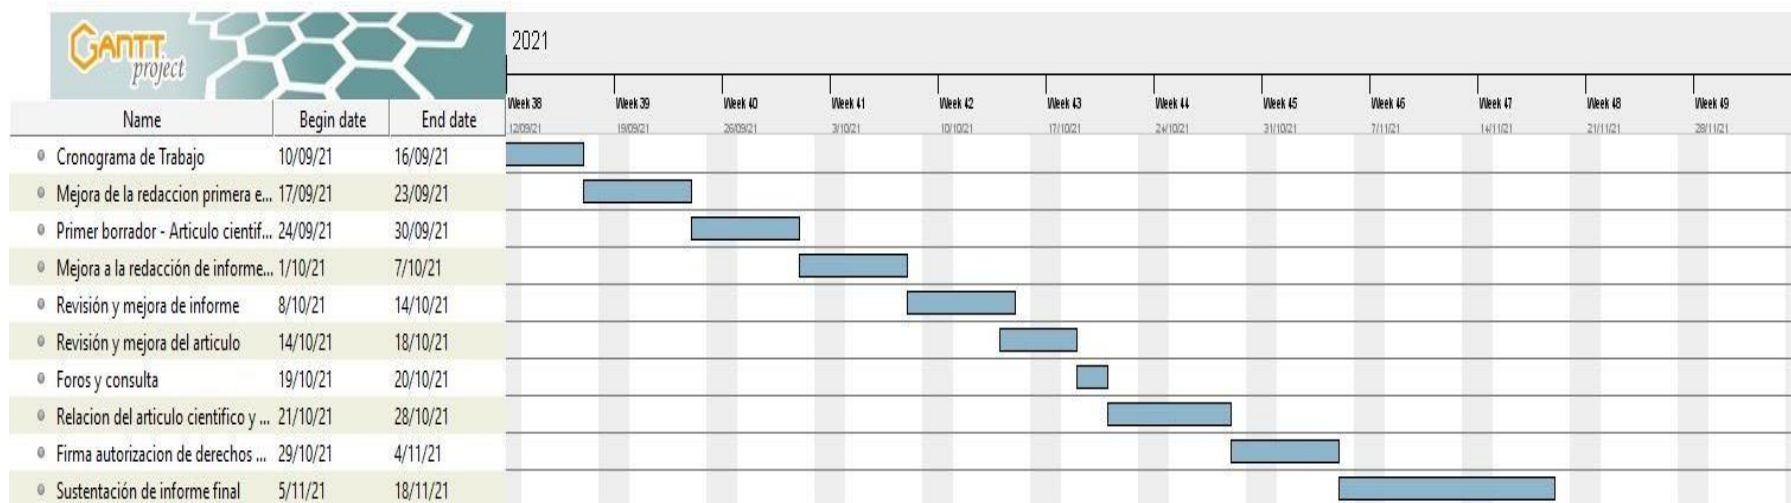 GANTT
project
2021
Week 38 Week 39 Week 40 Week 41 Week 42 Week 43 Week 44 Week 45 Week 46 Week 47 Week 48 Week 49
Name Begin date End date
12/09/21 19/09/21 26/09/21 3/10/21 10/10/21 17/10/21 24/10/21 31/10/21 7/11/21 14/11/21 21/11/21 28/11/21
Cronograma de Trabajo 10/09/21 16/09/21
Mejora de la redaccion primera e... 17/09/21 23/09/21
Primer borrador - Articulo cientif... 24/09/21 30/09/21
Mejora a la redacción de informe... 1/10/21 7/10/21
Revisión y mejora de informe 8/10/21 14/10/21
Revisión y mejora del articulo 14/10/21 18/10/21
Foros y consulta 19/10/21 20/10/21
Relacion del articulo cientifico y ... 21/10/21 28/10/21
Firma autorizacion de derechos ... 29/10/21 4/11/21
Sustentación de informe final 5/11/21 18/11/21